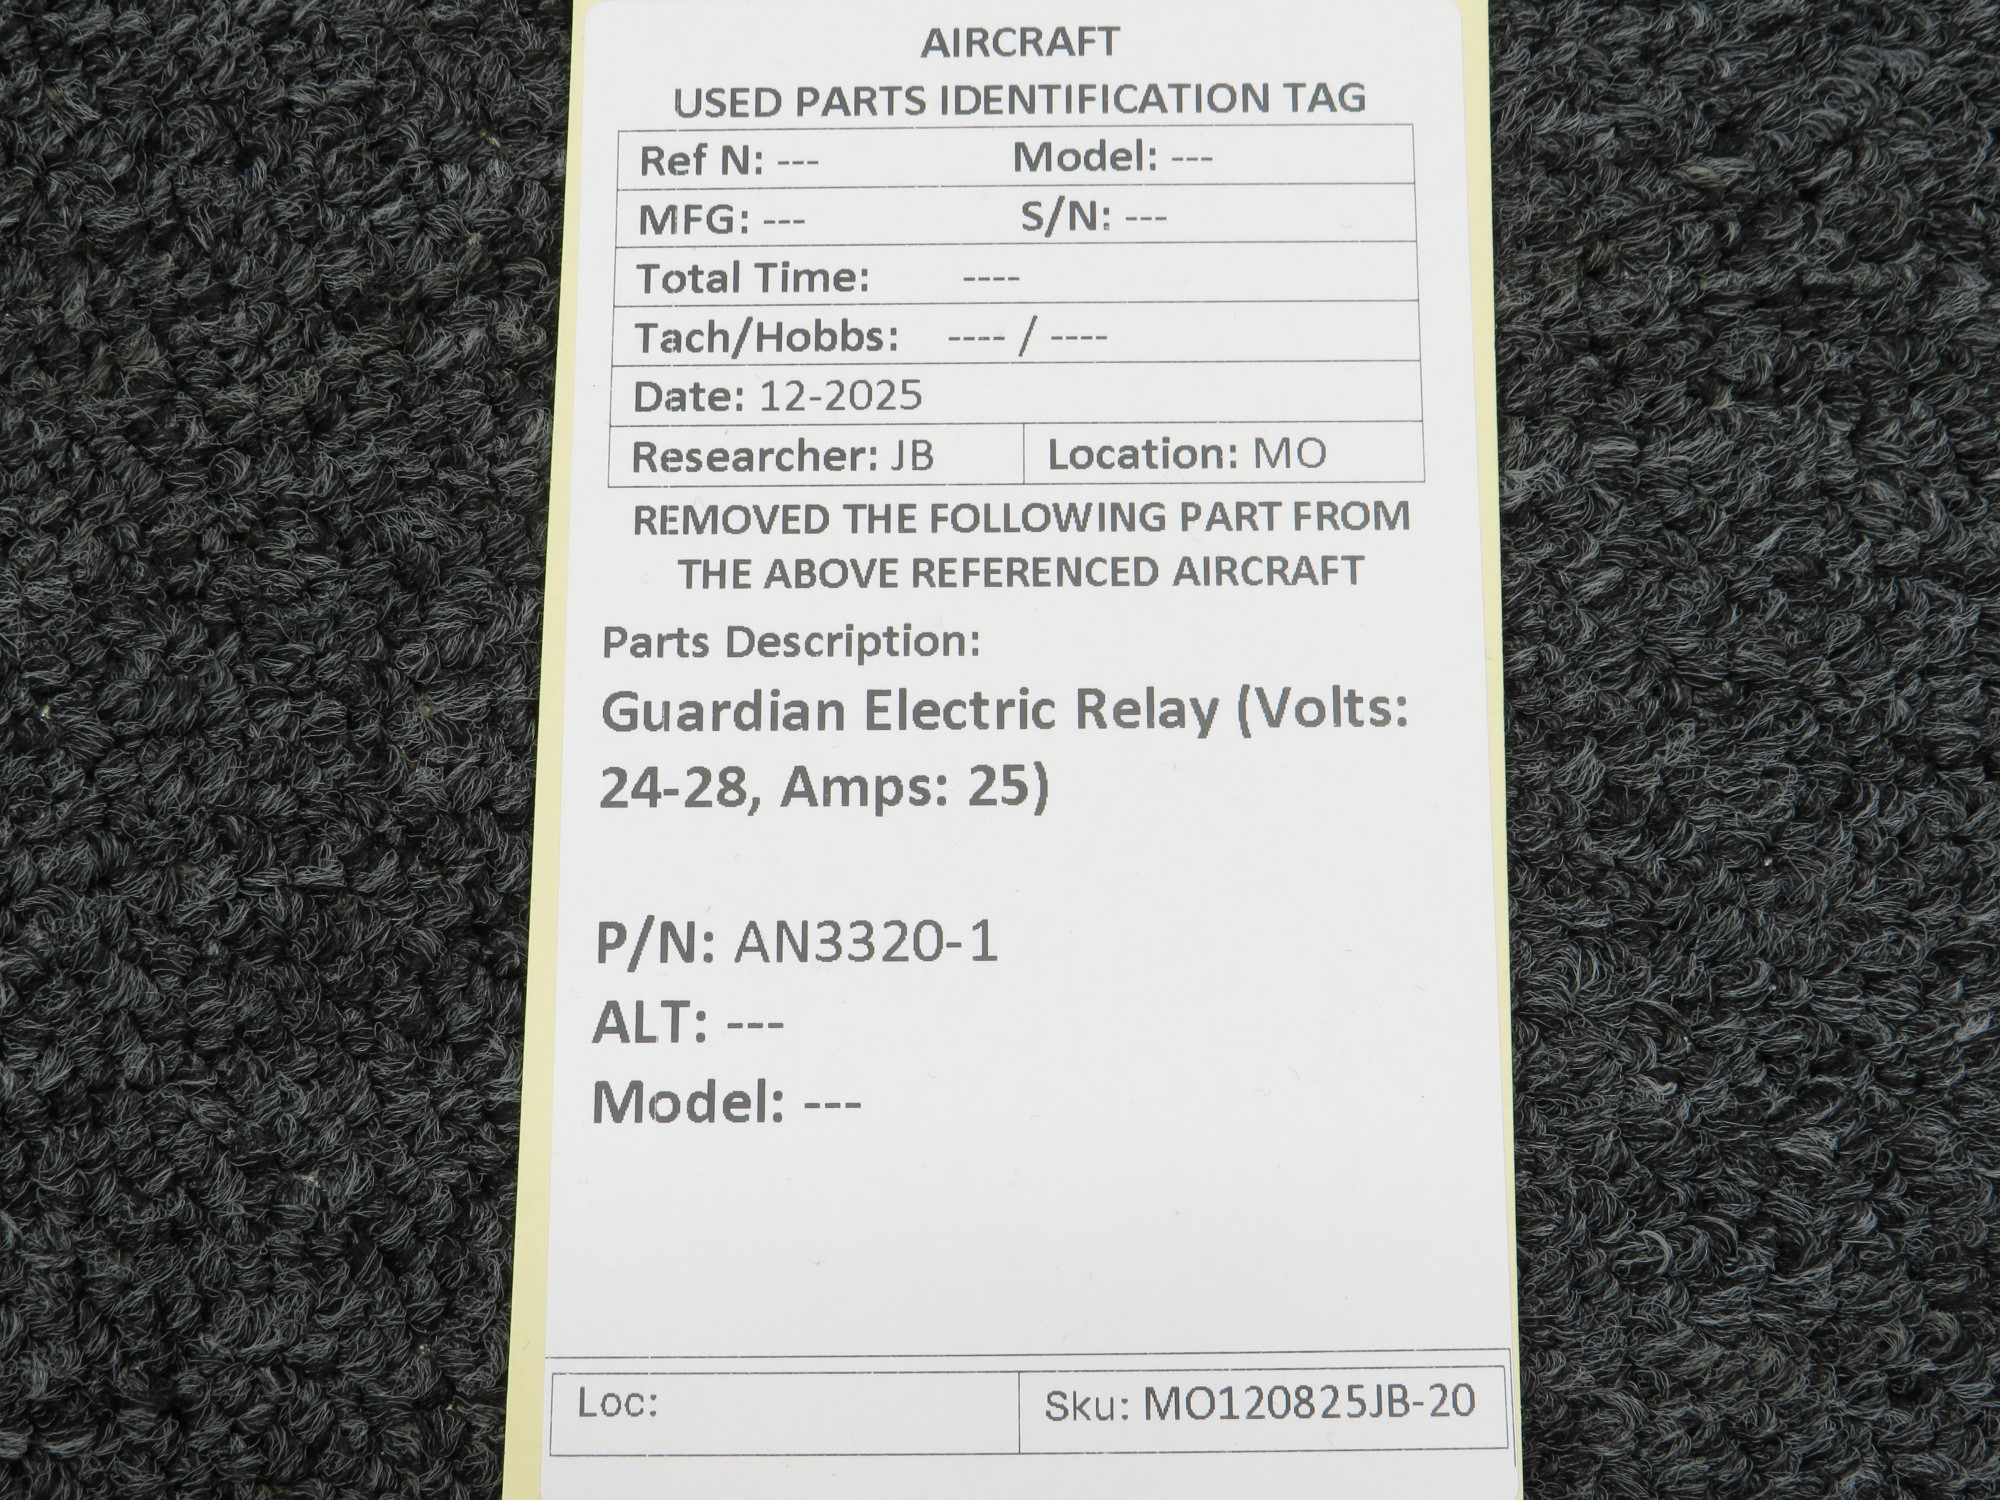 AIRCRAFT
USED PARTS IDENTIFICATION TAG
Ref N: --- Model: ---
MFG: --- S/N: ---
Total Time: ----
Tach/Hobbs: ---- / ----
Date: 12-2025
Researcher: JB Location: MO
REMOVED THE FOLLOWING PART FROM
THE ABOVE REFERENCED AIRCRAFT
Parts Description:
Guardian Electric Relay (Volts:
24-28, Amps: 25)
P/N: AN3320-1
ALT: ---
Model: ---
Loc: Sku: MO120825JB-20